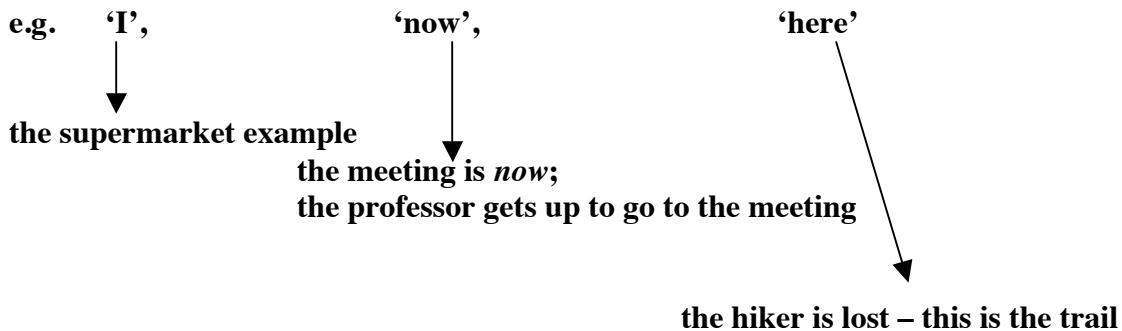 e.g. ‘I’, ‘now’, ‘here’
the supermarket example
the meeting is now;
the professor gets up to go to the meeting
the hiker is lost – this is the trail